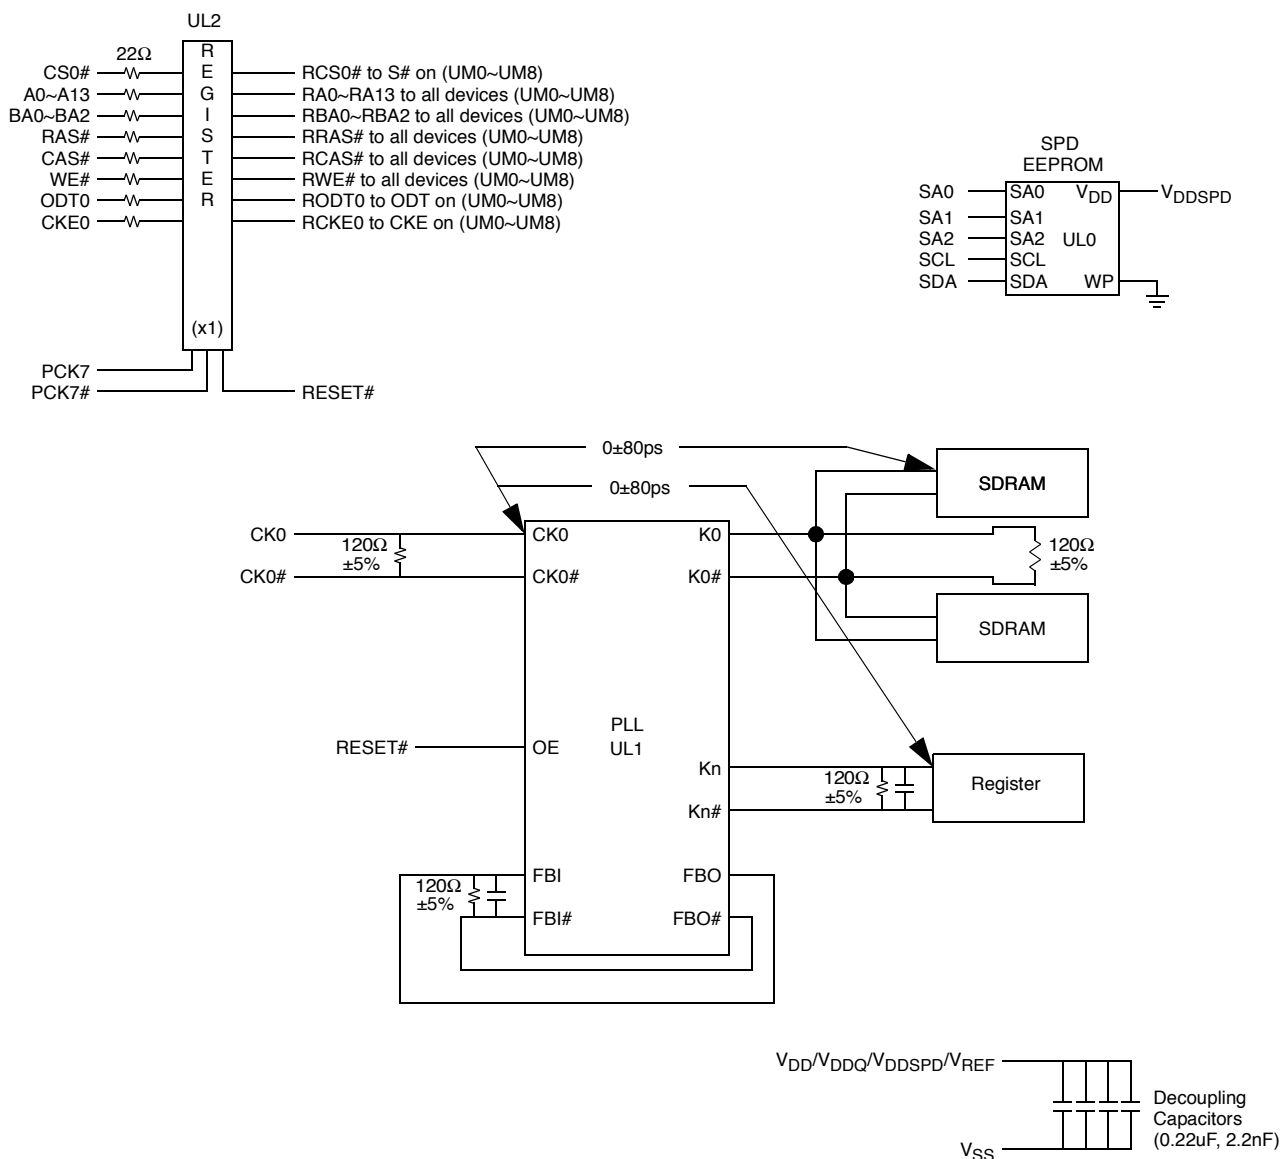 UL2
R
E
G
I
S
T
E
R
(x1)
22Ω
CS0#
A0~A13
BA0~BA2
RAS#
CAS#
WE#
ODT0
CKE0
RCS0# to S# on (UM0~UM8)
RA0~RA13 to all devices (UM0~UM8)
RBA0~RBA2 to all devices (UM0~UM8)
RRAS# to all devices (UM0~UM8)
RCAS# to all devices (UM0~UM8)
RWE# to all devices (UM0~UM8)
RODT0 to ODT on (UM0~UM8)
RCKE0 to CKE on (UM0~UM8)
PCK7
PCK7#
RESET#
SPD
EEPROM
SA0
SA1
SA2
SCL
SDA
SA0
SA1
SA2
SCL
SDA
VDD
UL0
WP
VDDSPD
0±80ps
0±80ps
CK0
CK0#
120Ω
±5%
CK0
CK0#
K0
K0#
SDRAM
120Ω
±5%
SDRAM
PLL
UL1
RESET#
OE
Kn
Kn#
120Ω
±5%
Register
120Ω
±5%
FBI
FBI#
FBO
FBO#
VDD/VDDQ/VDDSPD/VREF
VSS
Decoupling
Capacitors
(0.22uF, 2.2nF)